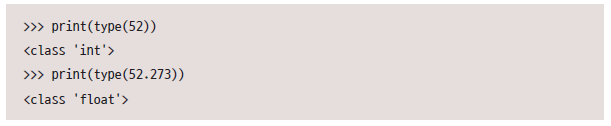 >>> print(type(52))
<class 'int'>
>>> print(type(52.273))
<class 'float'>